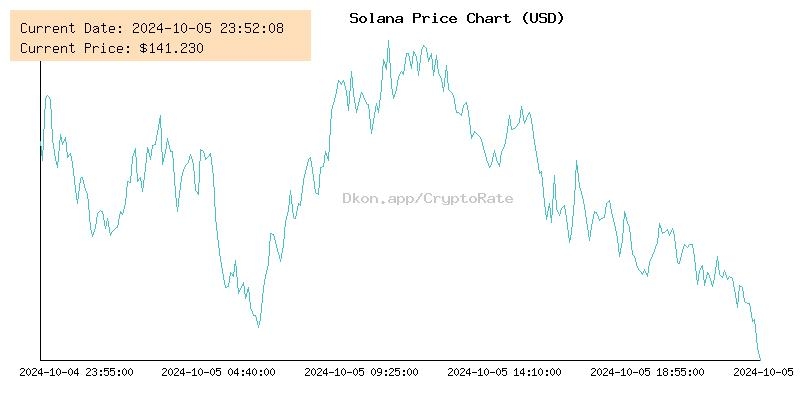 Solana Price Chart (USD)
Current Date: 2024-10-05 23:52:08
Current Price: $141.230
Dkon.app/CryptoRate
2024-10-04 23:55:00
2024-10-05 04:40:00
2024-10-05 09:25:00
2024-10-05 14:10:00
2024-10-05 18:55:00
2024-10-05